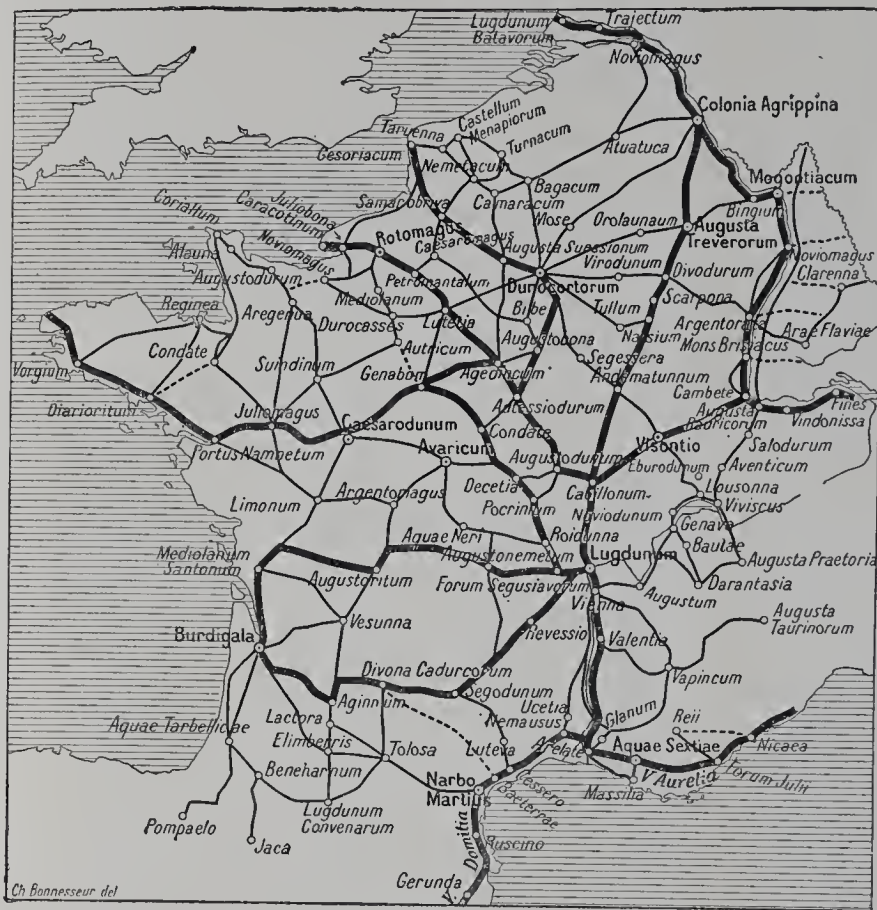 Lugdunum
Batavorum
Trajectum
Noviomagus
Colonia Agrippina
Castellum
Menapiorum
Taruenna
Turnacum
Gesoriacum
Nemetacum
Atuatuca
Mogoptiacum
Bagacum
Samarobriva
Camaracum
Bingium
Juliobona
Caracotinum
Coriallum
Mose
Orolaunaum
Augusta
Treverorum
Rotomagus
Caesaromagus
Noviomagus
Augusta Suessionum
Alauna
Virodunum
Noviomagus
Clarenna
Augustodurum
Petromantalum
Durocortorum
Divodurum
Mediolanum
Scarpona
Reginea
Aregenua
Bibe
Tullum
Argentorate
Durocasses
Lutetia
Nasium
Arae Flaviae
Condate
Autricum
Augustobona
Mons Brisiacus
Suindinum
Segessera
Vorgium
Genabom
Agedincum
Andematunnum
Cambete
Fines
Diarioritum
Juliomagus
Autessiodurum
Augusta
Rauricorum
Vindonissa
Caesarodunum
Condate
Visontio
Salodurum
Portus Namnetum
Avaricum
Augustodunum
Eburodunum
Aventicum
Decetia
Cabillonum
Lousonna
Limonum
Argentomagus
Pocrinium
Noviodunum
Viviscus
Genava
Aquae Neri
Roidunna
Mediolanum
Santonum
Augustonemetum
Lugdunum
Boutae
Augusta Praetoria
Augustoritum
Forum Segusiavorum
Darantasia
Vienna
Augustum
Vesunna
Augusta
Taurinorum
Burdigala
Revessio
Valentia
Divona Cadurcorum
Vapincum
Segodunum
Aginnum
Ucetia
Aquae Tarbellicae
Lactora
Nemausus
Glanum
Reii
Elimberris
Tolosa
Luteva
Arelate
Aquae Sextiae
Nicaea
Beneharnum
Narbo
Martius
Cessero
Baeterrae
V. Aurelia
Forum Julii
Massilia
Lugdunum
Convenarum
Pompaelo
Jaca
V. Domitia
Ruscino
Gerunda
Ch Bonnesseur del